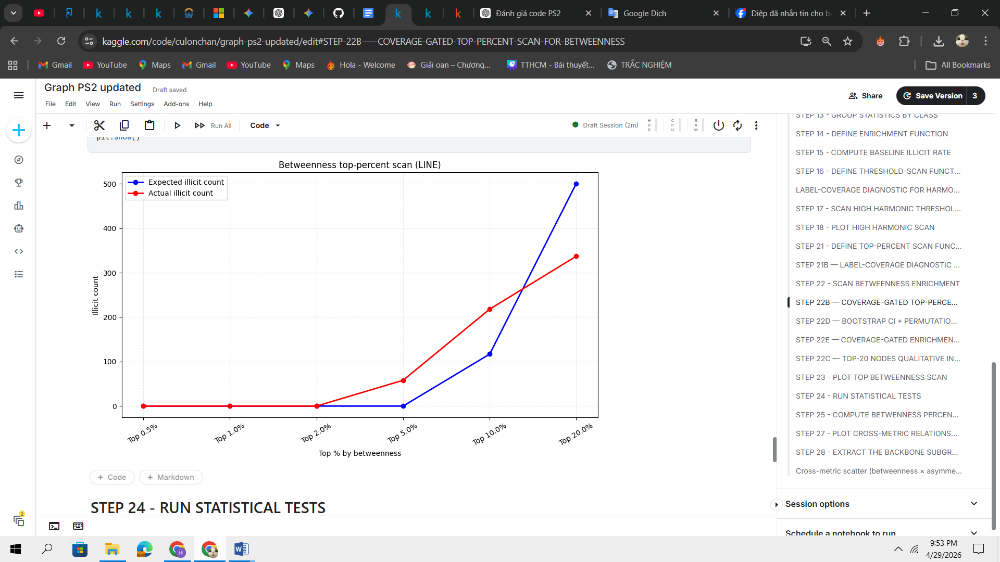 Đánh giá code PS2
Google Dịch
Diệp đã nhắn tin cho
kaggle.com/code/culonchan/graph-ps2-updated/edit#STEP-22B-—-COVERAGE-GATED-TOP-PERCENT-SCAN-FOR-BETWEENNESS
Gmail
YouTube
Maps
Gmail
YouTube
Maps
Hola - Welcome
Giải oan – Chương...
TTHCM - Bài thuyết...
TRẮC NGHIỆM
All Bookmarks
Graph PS2 updated
Draft saved
Share
Save Version
3
File Edit View Run Settings Add-ons Help
Run All
Code
Draft Session (2m)
HDD
CPU
RAM
plt.show()
Betweenness top-percent scan (LINE)
Expected illicit count
Actual illicit count
500
400
300
200
100
0
Illicit count
Top 0.5%
Top 1.0%
Top 2.0%
Top 5.0%
Top 10.0%
Top 20.0%
Top % by betweenness
+ Code
+ Markdown
STEP 24 - RUN STATISTICAL TESTS
STEP 13 - GROUP STATISTICS BY CLASS
STEP 14 - DEFINE ENRICHMENT FUNCTION
STEP 15 - COMPUTE BASELINE ILLICIT RATE
STEP 16 - DEFINE THRESHOLD-SCAN FUNCT...
LABEL-COVERAGE DIAGNOSTIC FOR HARMO...
STEP 17 - SCAN HIGH HARMONIC THRESHOL...
STEP 18 - PLOT HIGH HARMONIC SCAN
STEP 21 - DEFINE TOP-PERCENT SCAN FUNC...
STEP 21B — LABEL-COVERAGE DIAGNOSTIC ...
STEP 22 - SCAN BETWEENNESS ENRICHMENT
STEP 22B — COVERAGE-GATED TOP-PERCE...
STEP 22D — BOOTSTRAP CI + PERMUTATIO...
STEP 22E — COVERAGE-GATED ENRICHMEN...
STEP 22C — TOP-20 NODES QUALITATIVE IN...
STEP 23 - PLOT TOP BETWEENNESS SCAN
STEP 24 - RUN STATISTICAL TESTS
STEP 25 - COMPUTE BETWENNESS PERCEN...
STEP 27 - PLOT CROSS-METRIC RELATIONS...
STEP 28 - EXTRACT THE BACKBONE SUBGR...
Cross-metric scatter (betweenness × asymme...
Session options
Schedule a notebook to run
2
9:53 PM
4/29/2026